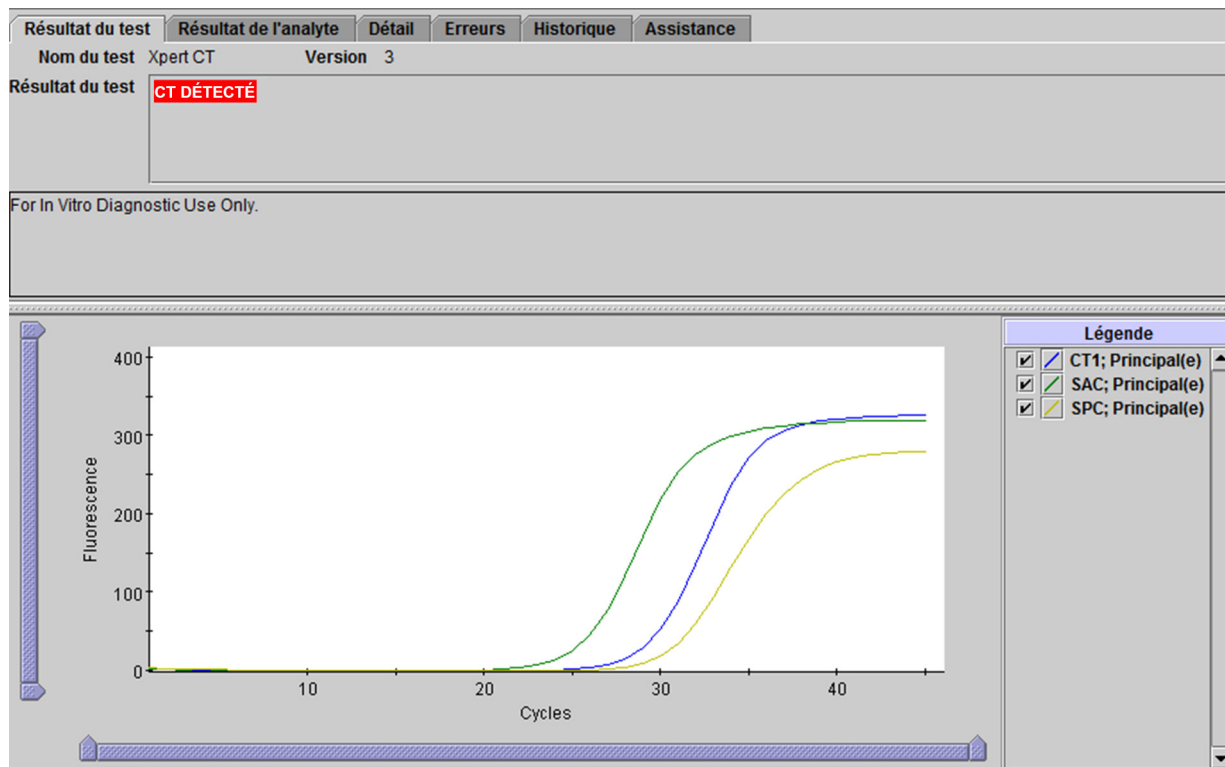 Résultat du test Résultat de l'analyte Détail Erreurs Historique Assistance
Nom du test Xpert CT Version 3
Résultat du test CT DÉTECTÉ
For In Vitro Diagnostic Use Only.
Légende
CT1; Principal(e)
SAC; Principal(e)
SPC; Principal(e)
400
300
200
100
0
Fluorescence
10 20 30 40
Cycles